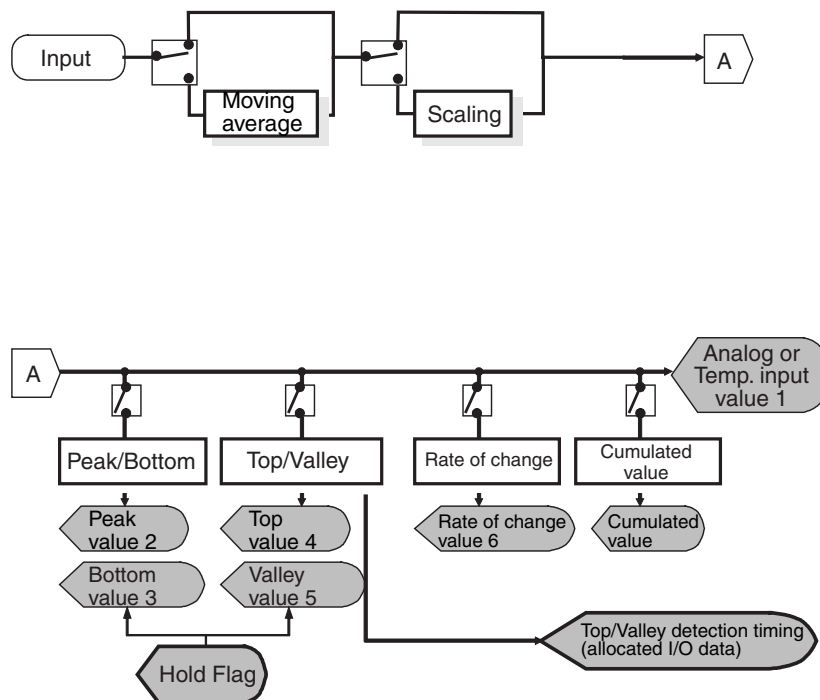 Input
Moving
average
Scaling
A
A
Analog or
Temp. input
value 1
Peak/Bottom
Top/Valley
Rate of change
Cumulated
value
Peak
value 2
Top
value 4
Rate of change
value 6
Cumulated
value
Bottom
value 3
Valley
value 5
Top/Valley detection timing
(allocated I/O data)
Hold Flag